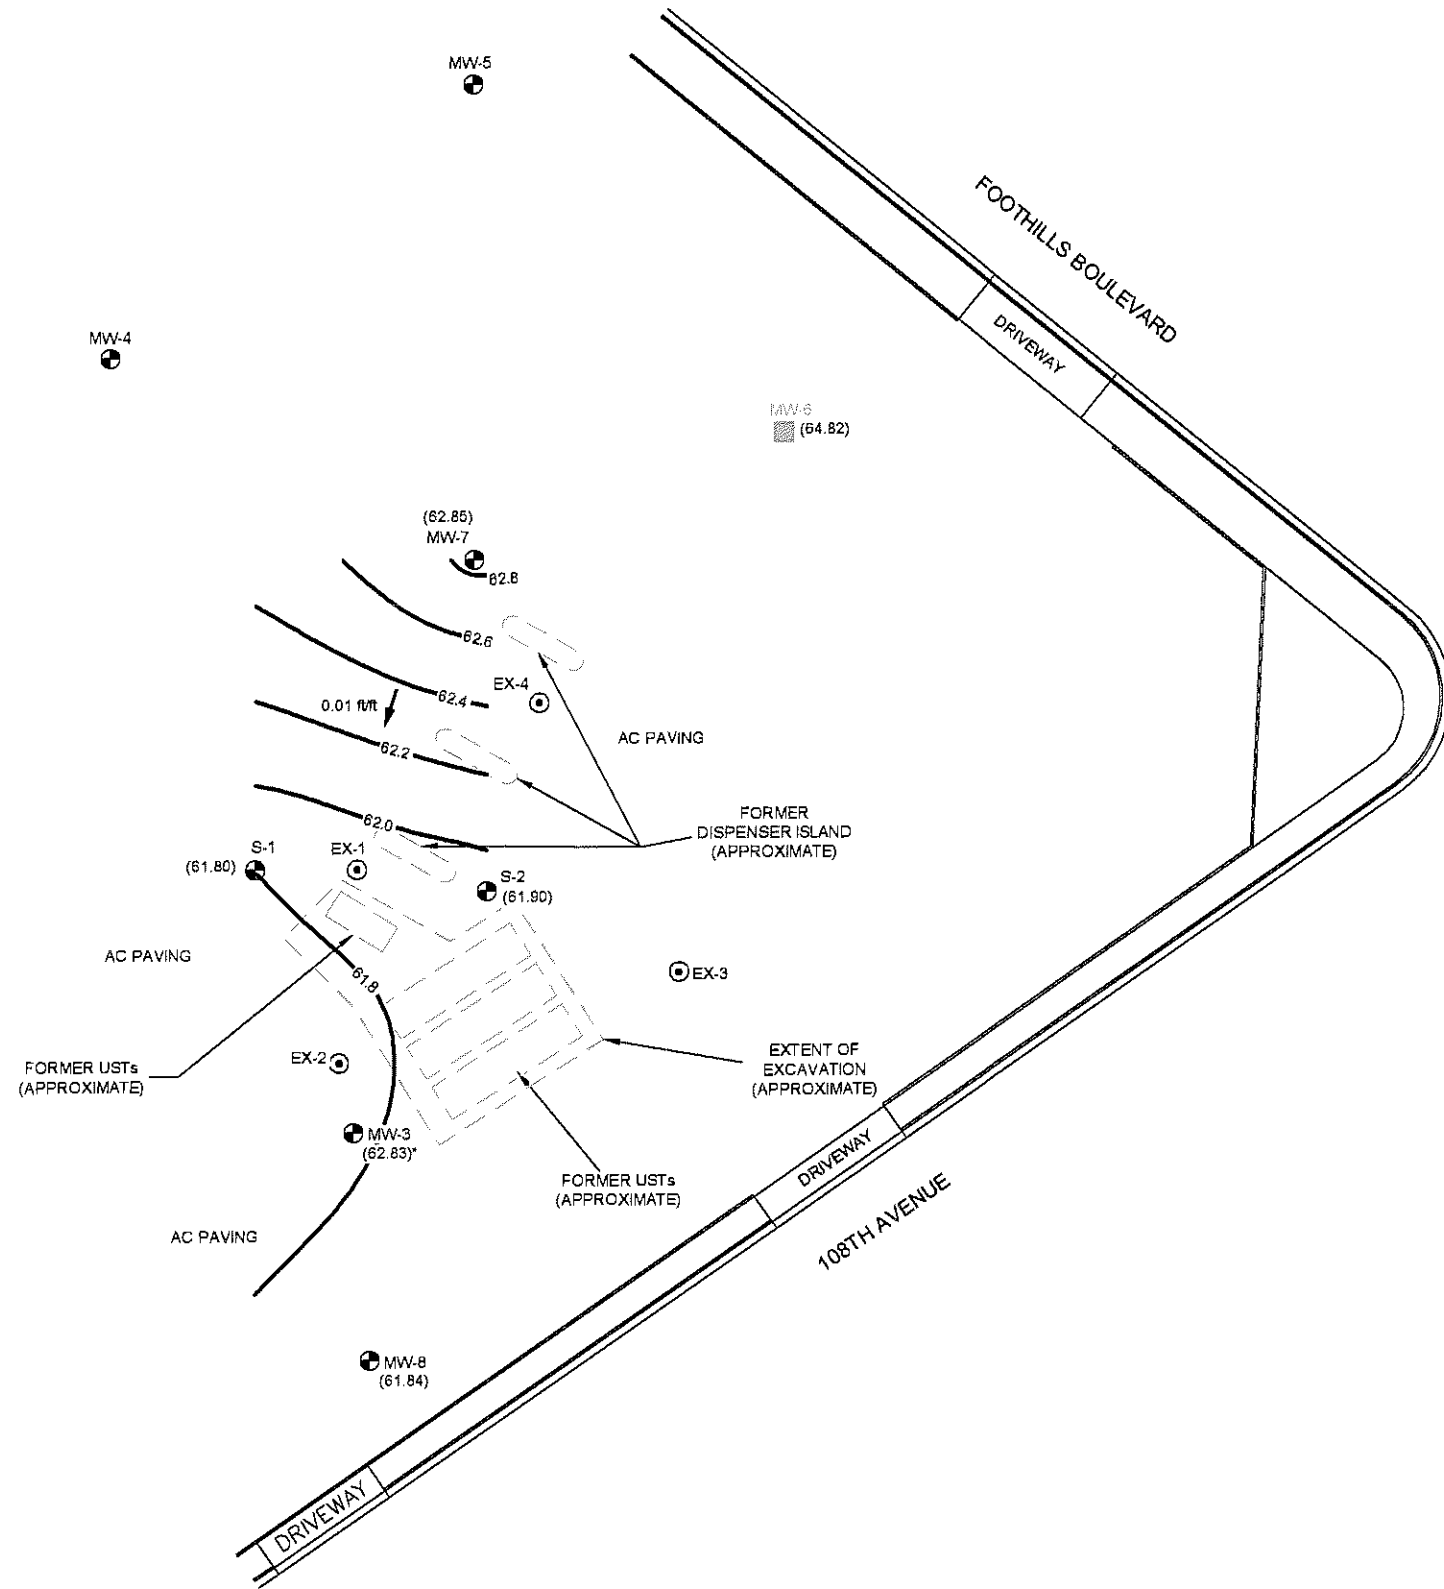 MW-5
FOOTHILLS BOULEVARD
DRIVEWAY
MW-4
MW-6
(64.82)
(62.85)
MW-7
62.8
62.6
EX-4
62.4
0.01 ft/ft
62.2
AC PAVING
62.0
FORMER
DISPENSER ISLAND
(APPROXIMATE)
S-1
(61.80)
EX-1
S-2
(61.90)
AC PAVING
61.8
EX-3
EX-2
FORMER USTs
(APPROXIMATE)
EXTENT OF
EXCAVATION
(APPROXIMATE)
MW-3
(62.83)*
FORMER USTs
(APPROXIMATE)
DRIVEWAY
108TH AVENUE
AC PAVING
MW-8
(61.84)
DRIVEWAY